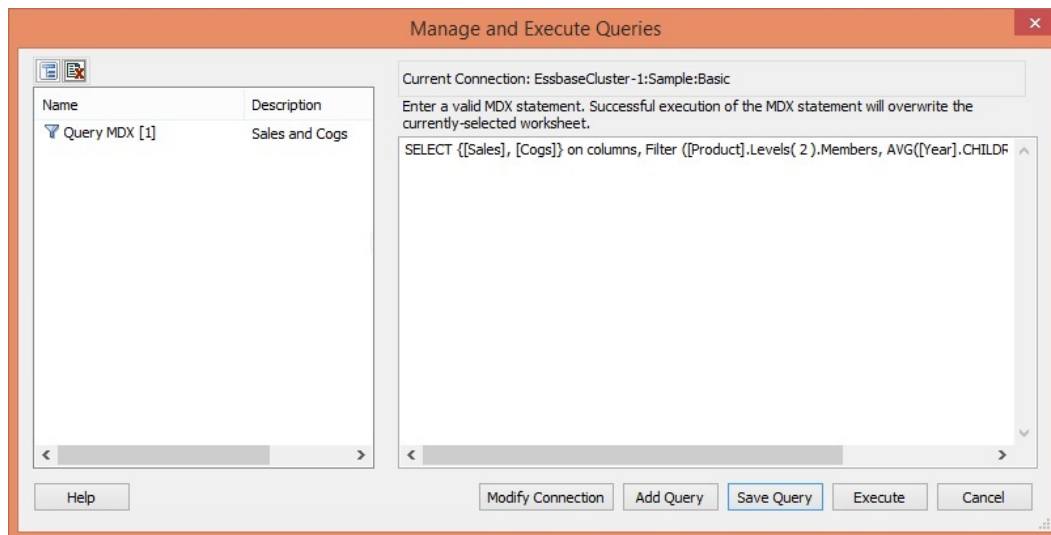 Manage and Execute Queries
Name Description
Query MDX [1] Sales and Cogs
Current Connection: EssbaseCluster-1:Sample:Basic
Enter a valid MDX statement. Successful execution of the MDX statement will overwrite the
currently-selected worksheet.
SELECT {[Sales], [Cogs]} on columns, Filter ([Product].Levels( 2 ).Members, AVG([Year].CHILDR
Help Modify Connection Add Query Save Query Execute Cancel